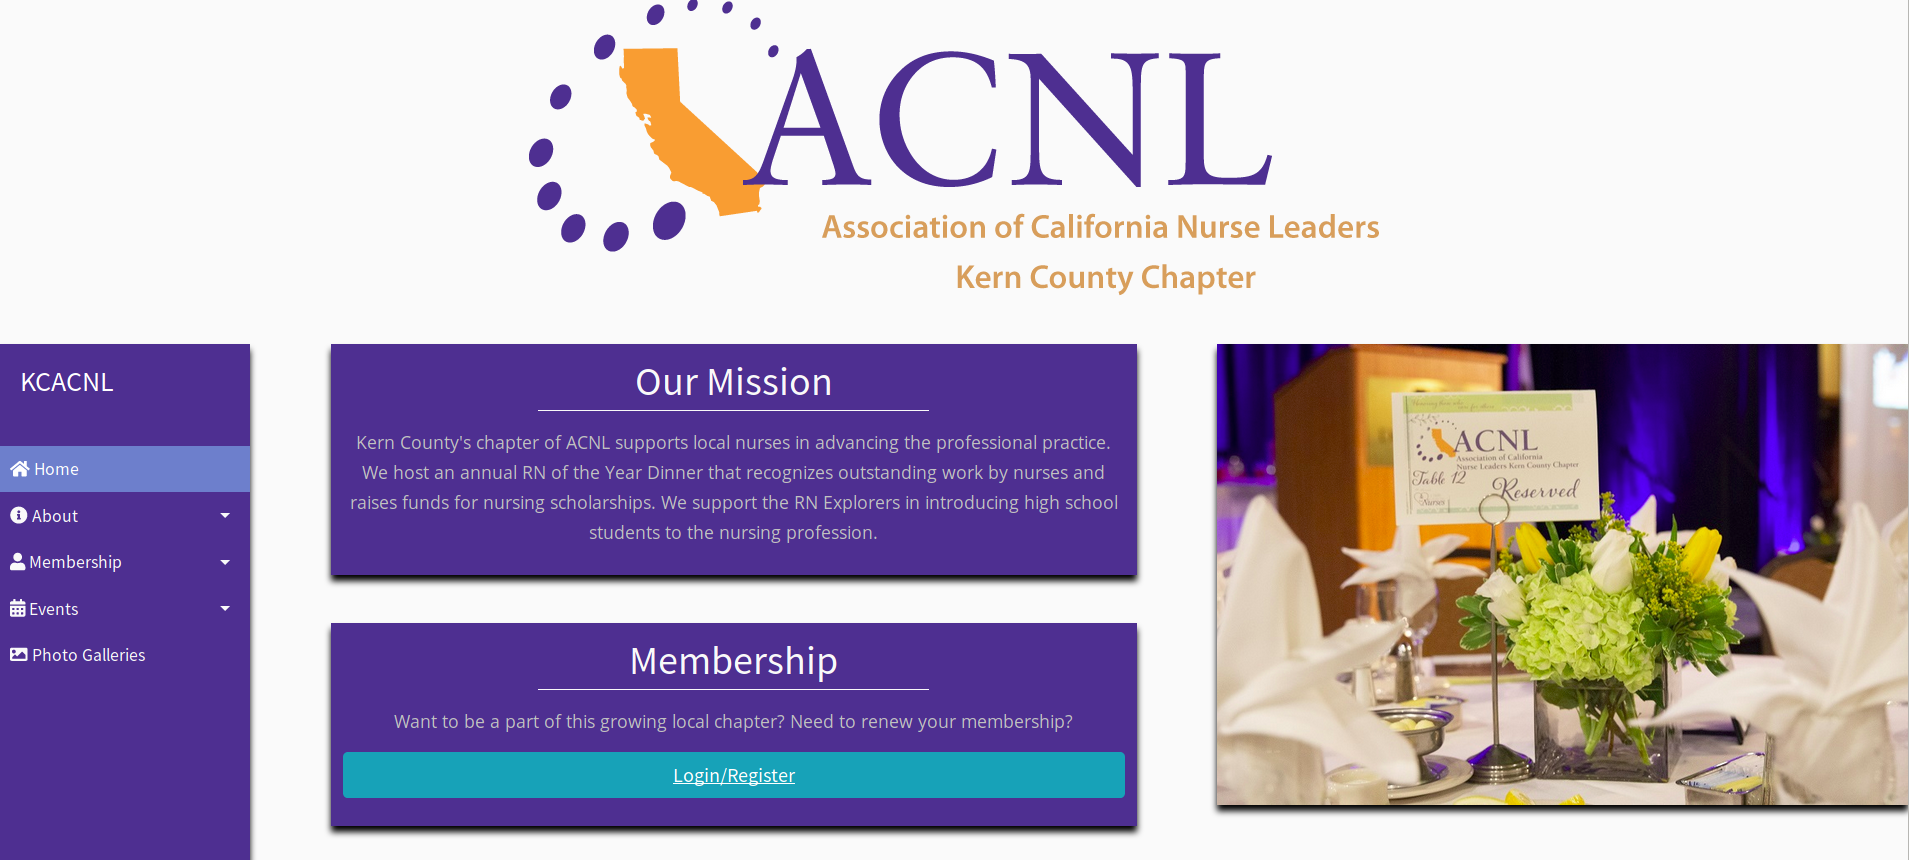 ACNL
Association of California Nurse Leaders
Kern County Chapter
KCACNL
Home
About
Membership
Events
Photo Galleries
Our Mission
Kern County's chapter of ACNL supports local nurses in advancing the professional practice.
We host an annual RN of the Year Dinner that recognizes outstanding work by nurses and
raises funds for nursing scholarships. We support the RN Explorers in introducing high school
students to the nursing profession.
Membership
Want to be a part of this growing local chapter? Need to renew your membership?
Login/Register
ACNL
Association of California
Nurse Leaders Kern County Chapter
Table 12
Reserved
Nurses